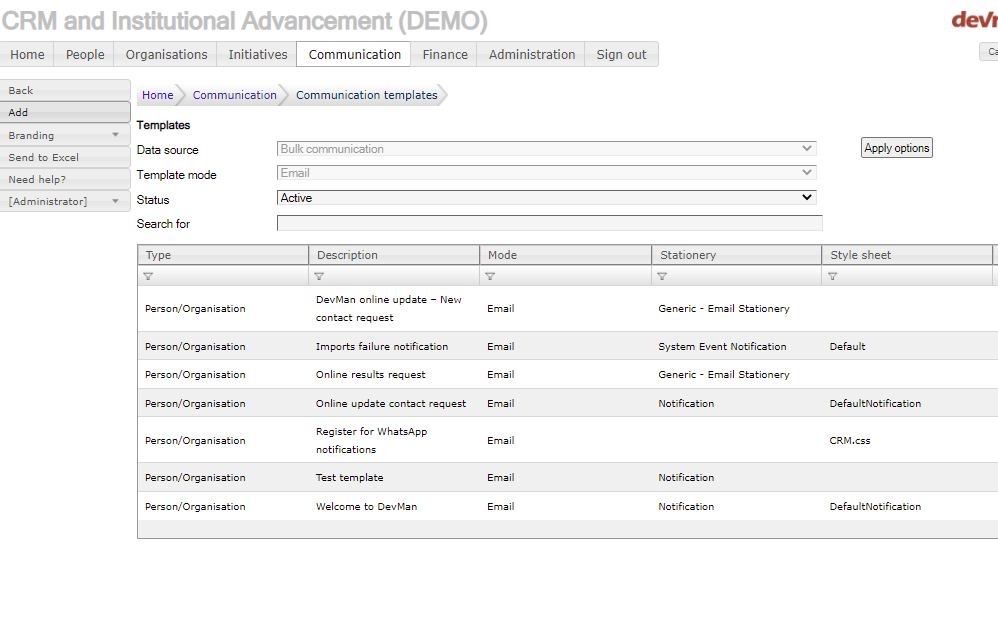 CRM and Institutional Advancement (DEMO)
Home People Organisations Initiatives Communication Finance Administration Sign out
Back
Add
Branding
Send to Excel
Need help?
[Administrator]
Home Communication Communication templates
Templates
Data source Bulk communication Apply options
Template mode Email
Status Active
Search for
Type Description Mode Stationery Style sheet
Person/Organisation DevMan online update – New contact request Email Generic - Email Stationery
Person/Organisation Imports failure notification Email System Event Notification Default
Person/Organisation Online results request Email Generic - Email Stationery
Person/Organisation Online update contact request Email Notification DefaultNotification
Person/Organisation Register for WhatsApp notifications Email CRM.css
Person/Organisation Test template Email Notification
Person/Organisation Welcome to DevMan Email Notification DefaultNotification